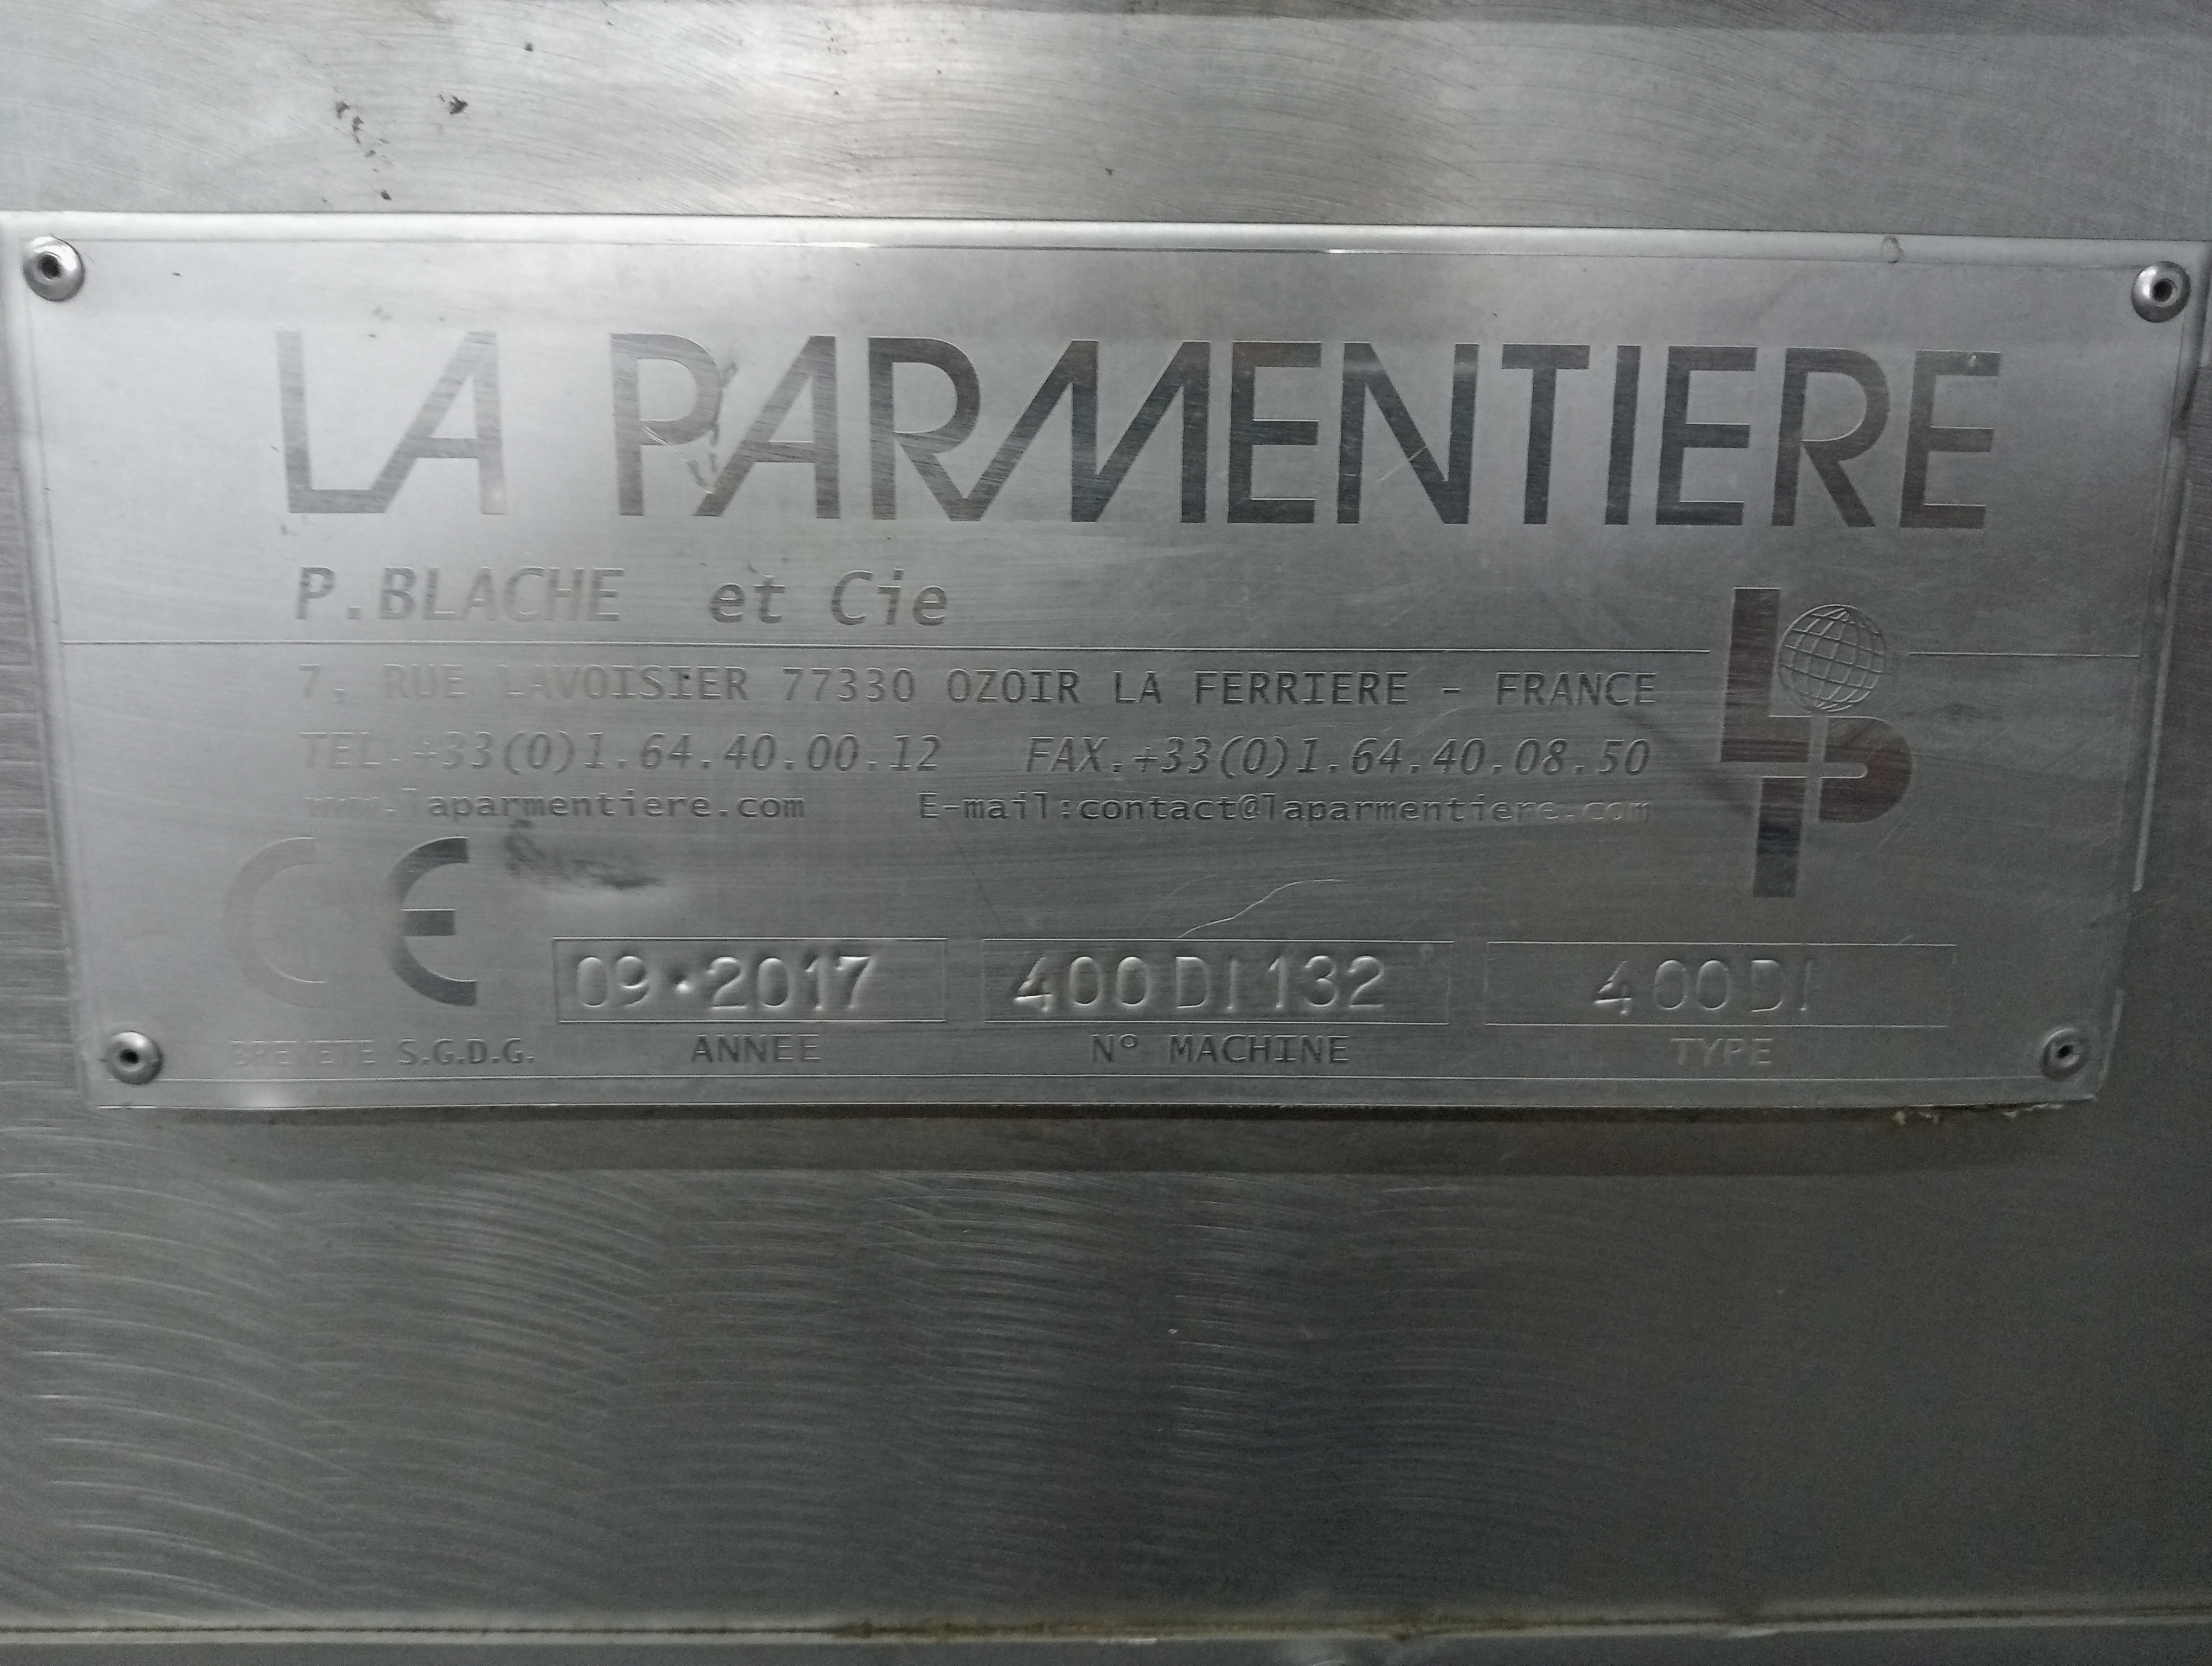 LA PARMENTIERE
P.BLACHE et Cie
7, RUE LAVOISIER 77330 OZOIR LA FERRIERE - FRANCE
TEL.+33(0)1.64.40.00.12 FAX.+33(0)1.64.40.08.50
www.laparmentiere.com E-mail:contact@laparmentiere.com
LP
CE
09.2017 400DI132 400DI
BREVETE S.G.D.G. ANNEE N° MACHINE TYPE